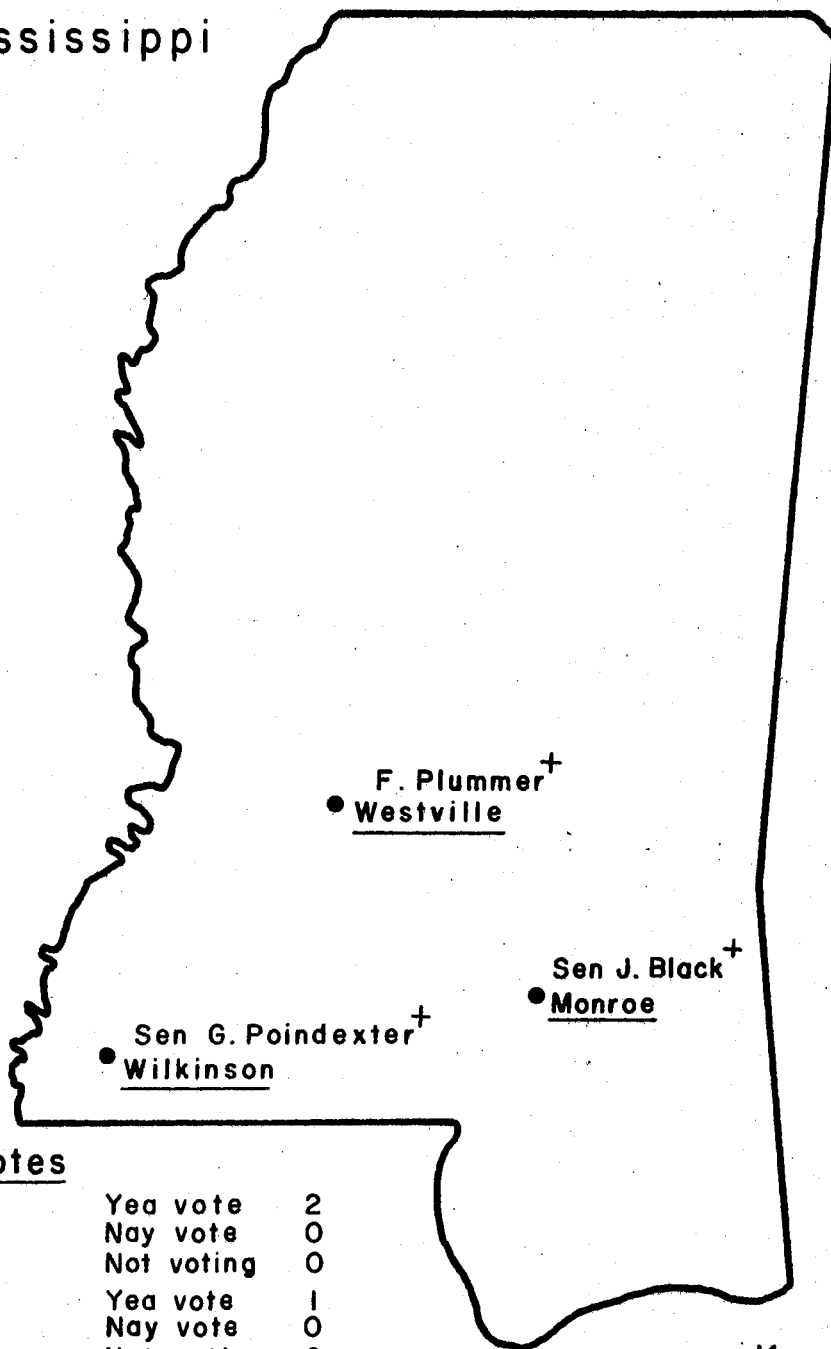 ssissippi
F. Plummer+
Westville
Sen J. Black+
Monroe
Sen G. Poindexter+
Wilkinson
otes
Yea vote 2
Nay vote 0
Not voting 0
Yea vote 1
Nay vote 0